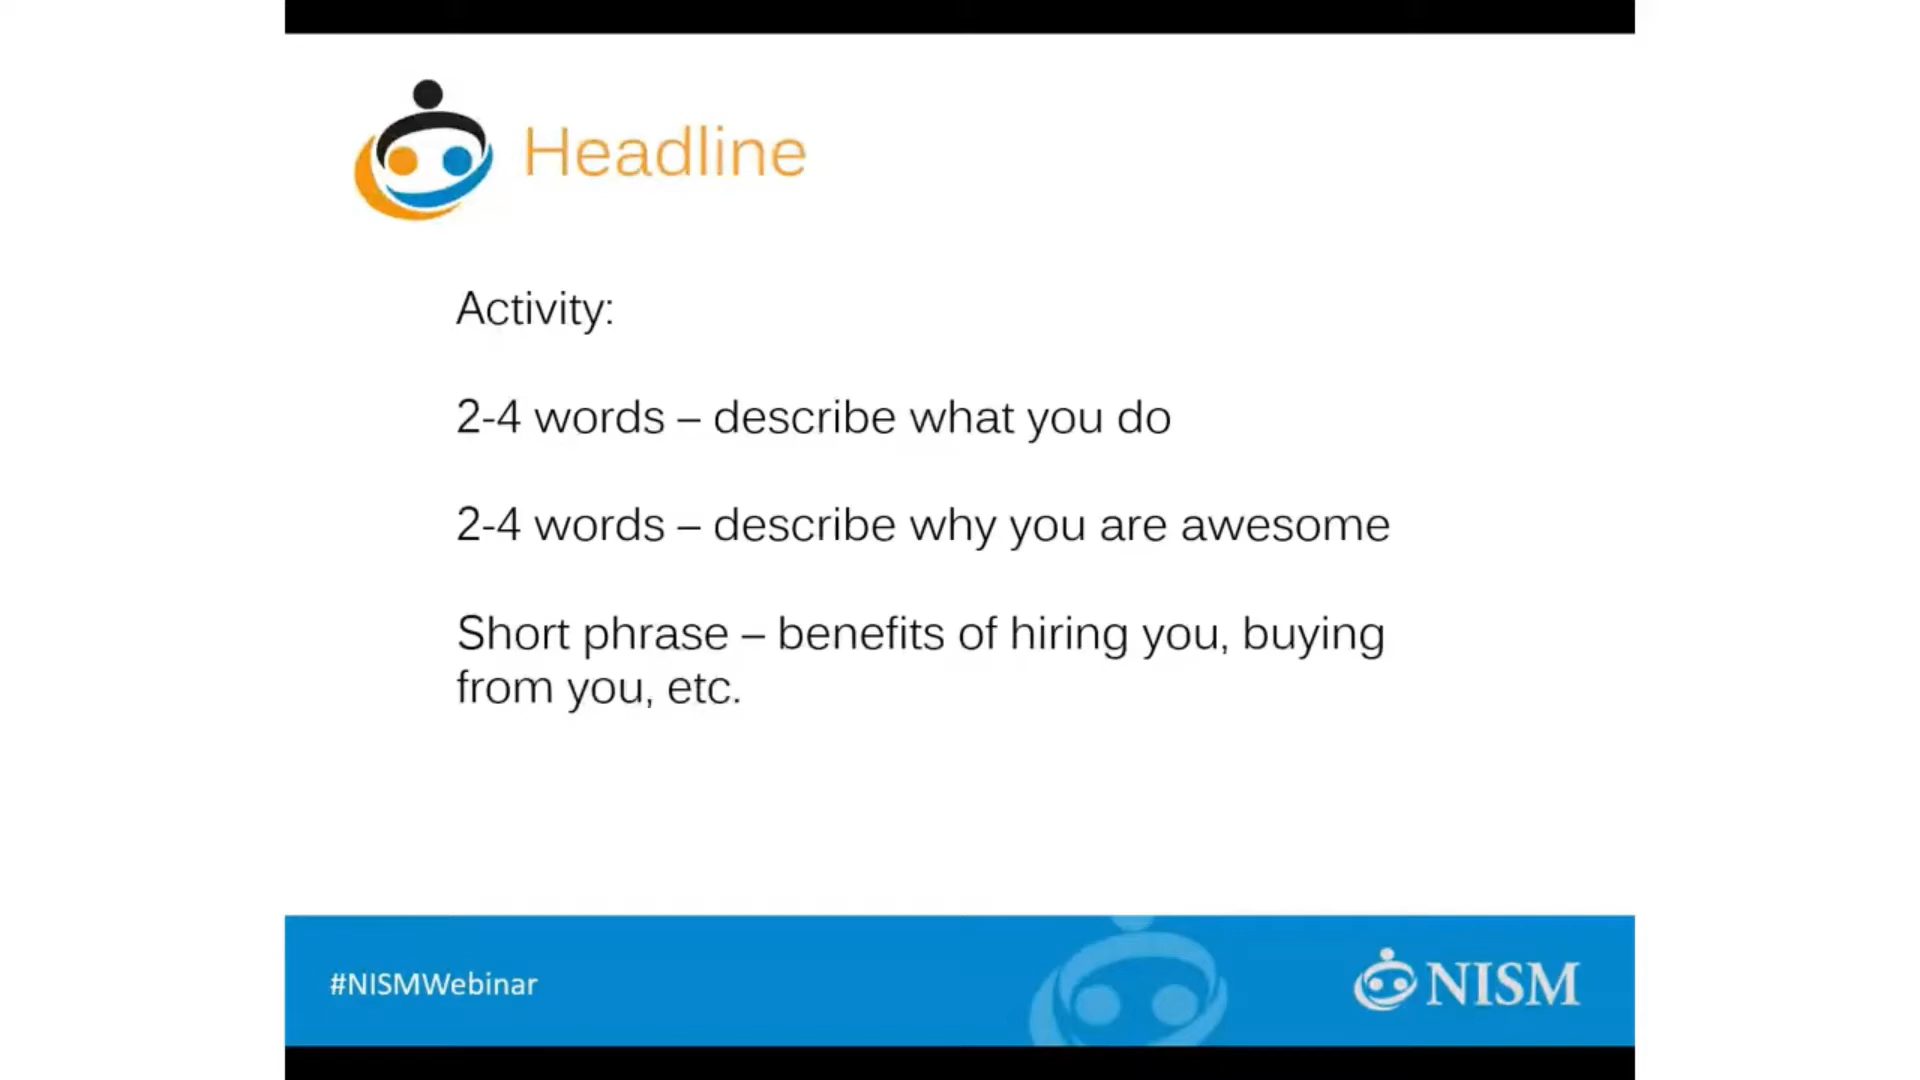 Headline
Activity:
2-4 words – describe what you do
2-4 words – describe why you are awesome
Short phrase – benefits of hiring you, buying
from you, etc.
#NISMWebinar
NISM